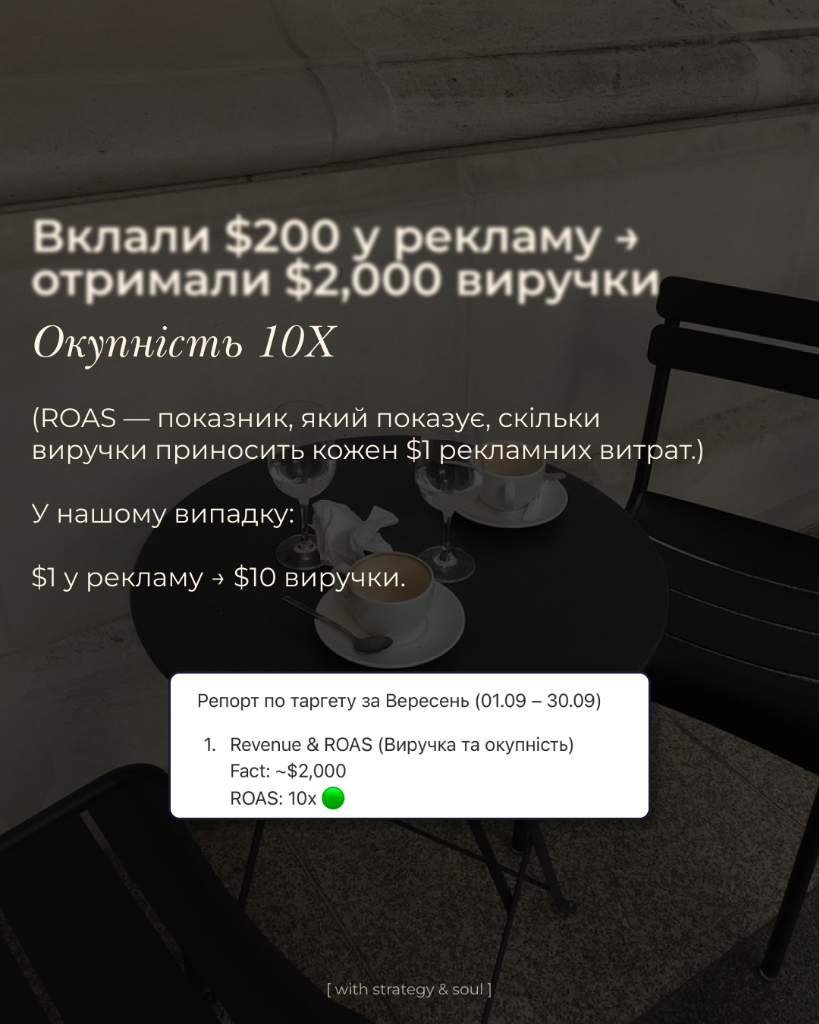 Вклали $200 у рекламу →
отримали $2,000 виручки
Окупність 10X
(ROAS — показник, який показує, скільки
виручки приносить кожен $1 рекламних витрат.)
У нашому випадку:
$1 у рекламу → $10 виручки.
Репорт по таргету за Вересень (01.09 – 30.09)
1. Revenue & ROAS (Виручка та окупність)
Fact: ~$2,000
ROAS: 10x 🟢
[ with strategy & soul ]